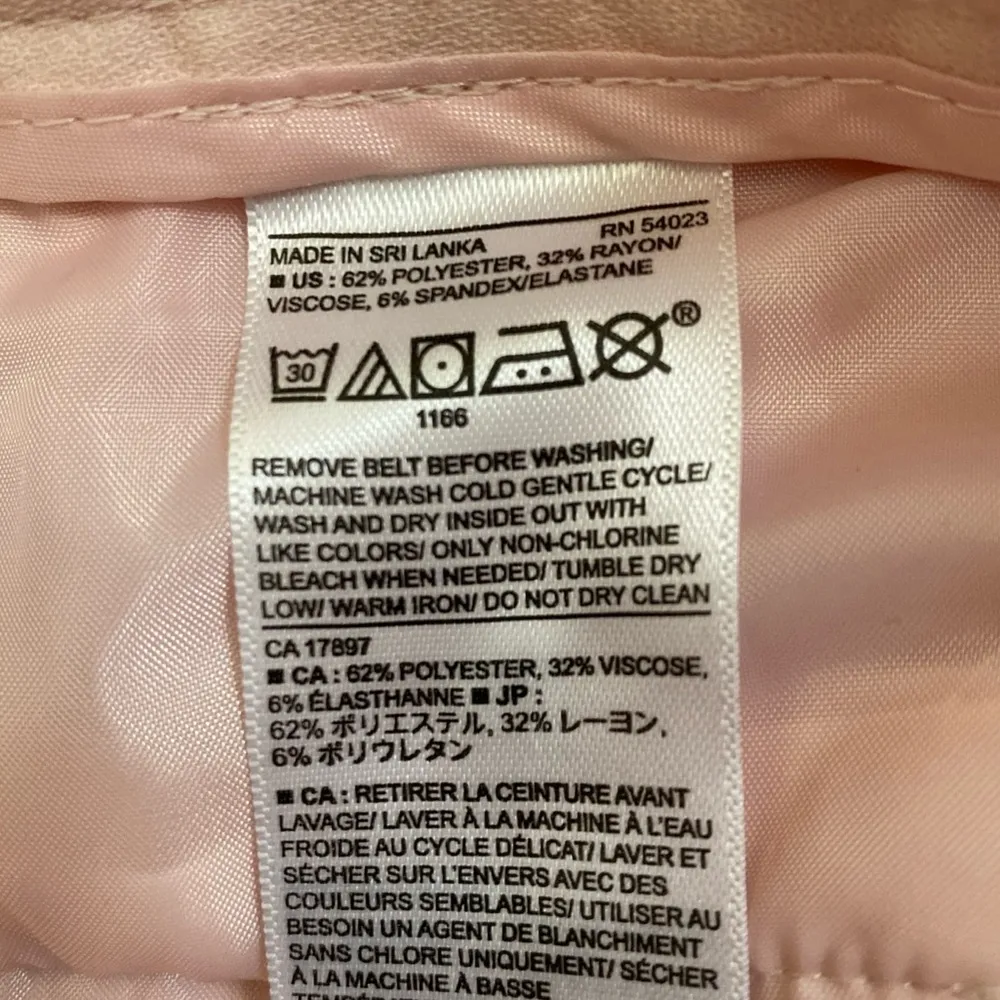 RN 54023
MADE IN SRI LANKA
■ US : 62% POLYESTER, 32% RAYON/
VISCOSE, 6% SPANDEX/ELASTANE
30
®
1166
REMOVE BELT BEFORE WASHING/
MACHINE WASH COLD GENTLE CYCLE/
WASH AND DRY INSIDE OUT WITH
LIKE COLORS/ ONLY NON-CHLORINE
BLEACH WHEN NEEDED/ TUMBLE DRY
LOW/ WARM IRON/ DO NOT DRY CLEAN
CA 17897
■ CA : 62% POLYESTER, 32% VISCOSE,
6% ÉLASTHANNE ■ JP :
62% ポリエステル, 32% レーヨン,
6% ポリウレタン
■ CA : RETIRER LA CEINTURE AVANT
LAVAGE/ LAVER À LA MACHINE À L'EAU
FROIDE AU CYCLE DÉLICAT/ LAVER ET
SÉCHER SUR L'ENVERS AVEC DES
COULEURS SEMBLABLES/ UTILISER AU
BESOIN UN AGENT DE BLANCHIMENT
SANS CHLORE UNIQUEMENT/ SÉCHER
À LA MACHINE À BASSE